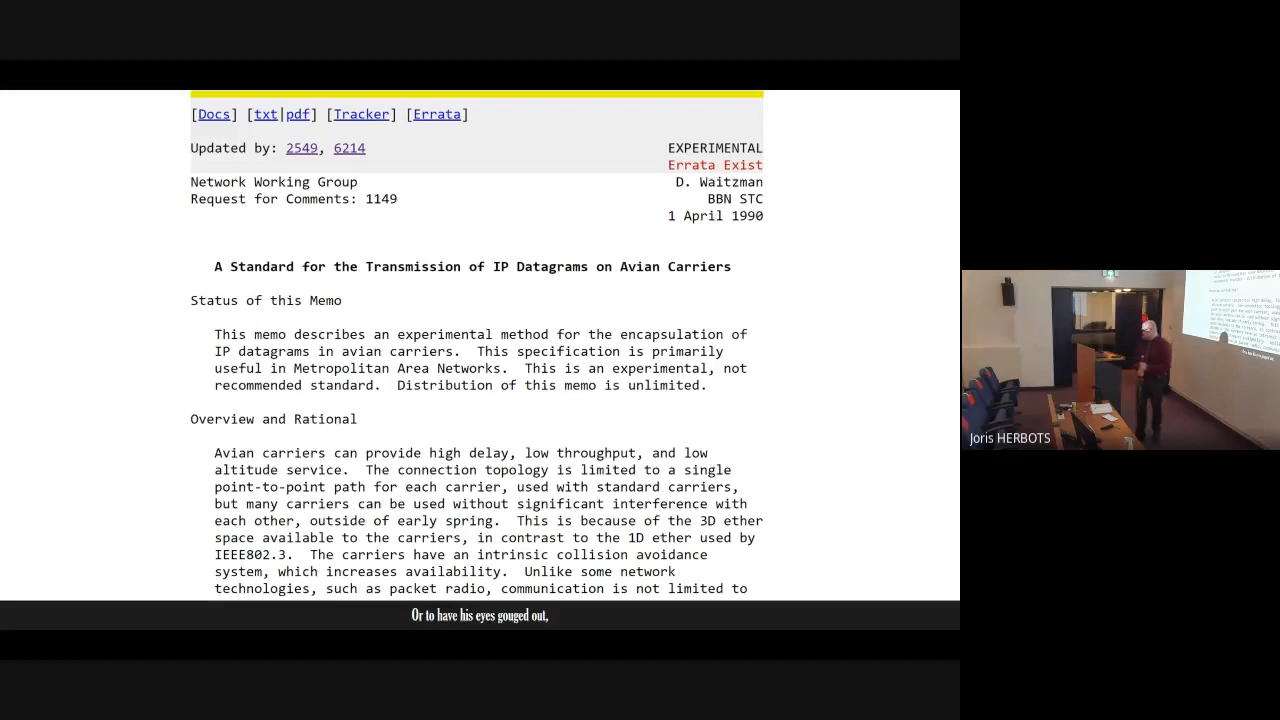 [Docs] [txt|pdf] [Tracker] [Errata]
Updated by: 2549, 6214 EXPERIMENTAL
Errata Exist
Network Working Group D. Waitzman
Request for Comments: 1149 BBN STC
1 April 1990
A Standard for the Transmission of IP Datagrams on Avian Carriers
Status of this Memo
This memo describes an experimental method for the encapsulation of
IP datagrams in avian carriers. This specification is primarily
useful in Metropolitan Area Networks. This is an experimental, not
recommended standard. Distribution of this memo is unlimited.
Overview and Rational
Avian carriers can provide high delay, low throughput, and low
altitude service. The connection topology is limited to a single
point-to-point path for each carrier, used with standard carriers,
but many carriers can be used without significant interference with
each other, outside of early spring. This is because of the 3D ether
space available to the carriers, in contrast to the 1D ether used by
IEEE802.3. The carriers have an intrinsic collision avoidance
system, which increases availability. Unlike some network
technologies, such as packet radio, communication is not limited to
Or to have his eyes gouged out,
Joris HERBOTS